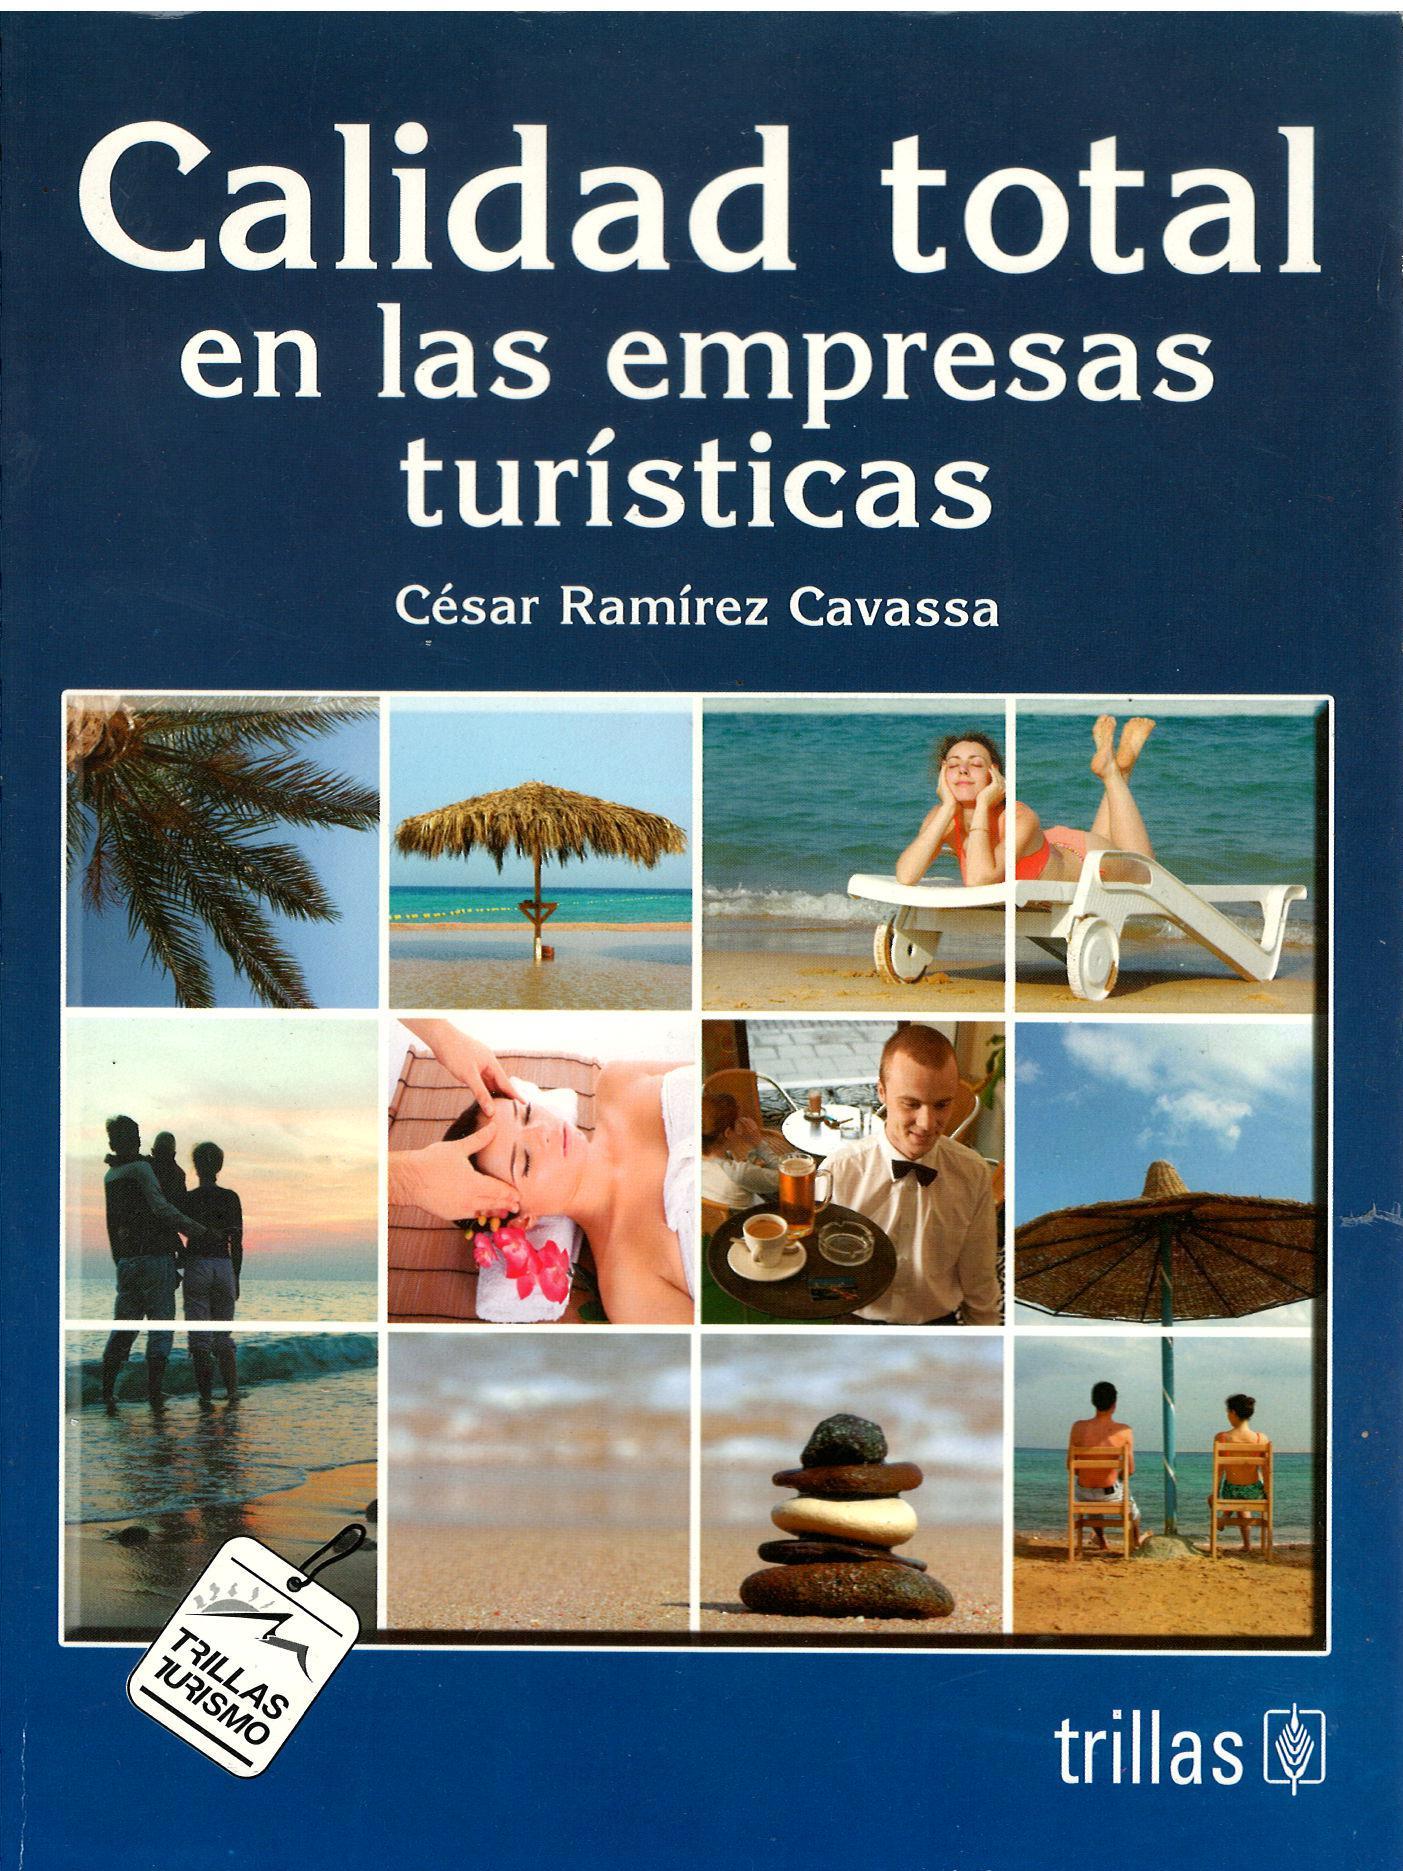 Calidad total
en las empresas
turísticas
César Ramírez Cavassa
TRILLAS
TURISMO
trillas